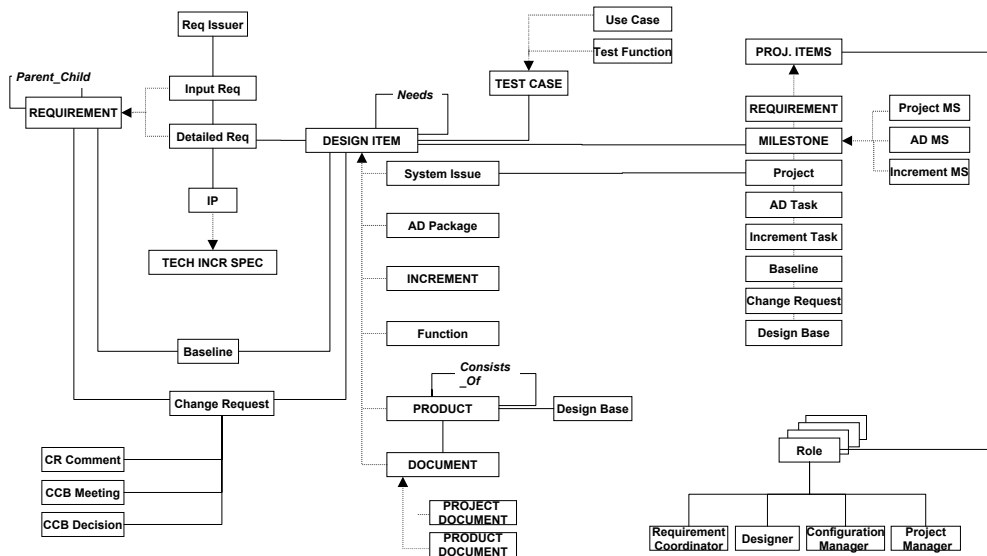 Req Issuer
Use Case
Test Function
PROJ. ITEMS
Parent_Child
Input Req
TEST CASE
REQUIREMENT
Needs
REQUIREMENT
Project MS
Detailed Req
DESIGN ITEM
MILESTONE
AD MS
System Issue
Project
Increment MS
IP
AD Task
AD Package
Increment Task
TECH INCR SPEC
INCREMENT
Baseline
Change Request
Function
Design Base
Baseline
Consists
_Of
Change Request
PRODUCT
Design Base
Role
CR Comment
DOCUMENT
CCB Meeting
CCB Decision
PROJECT
DOCUMENT
PRODUCT
DOCUMENT
Requirement
Coordinator
Designer
Configuration
Manager
Project
Manager